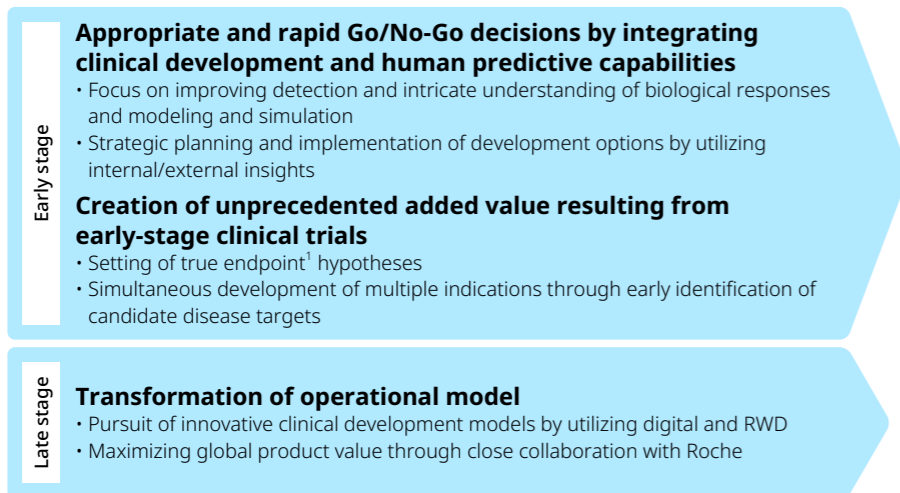 Early stage
Appropriate and rapid Go/No-Go decisions by integrating
clinical development and human predictive capabilities
・Focus on improving detection and intricate understanding of biological responses
and modeling and simulation
・Strategic planning and implementation of development options by utilizing
internal/external insights
Creation of unprecedented added value resulting from
early-stage clinical trials
・Setting of true endpoint¹ hypotheses
・Simultaneous development of multiple indications through early identification of
candidate disease targets
Late stage
Transformation of operational model
・Pursuit of innovative clinical development models by utilizing digital and RWD
・Maximizing global product value through close collaboration with Roche